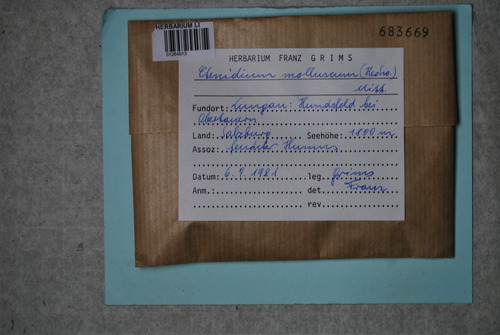 HERBARIUM LI
01264913
683669
HERBARIUM FRANZ GRIMS
Ctenidium molluscum (Hedw.)
Mitt.
Fundort: Lungau: Hundsfeld bei
Obertauern
Land: Salzburg Seehöhe: 1800 m
Assoz: feuchter Humus
Datum: 6.9.1981 leg. Grims
Anm.: det Franz
rev.